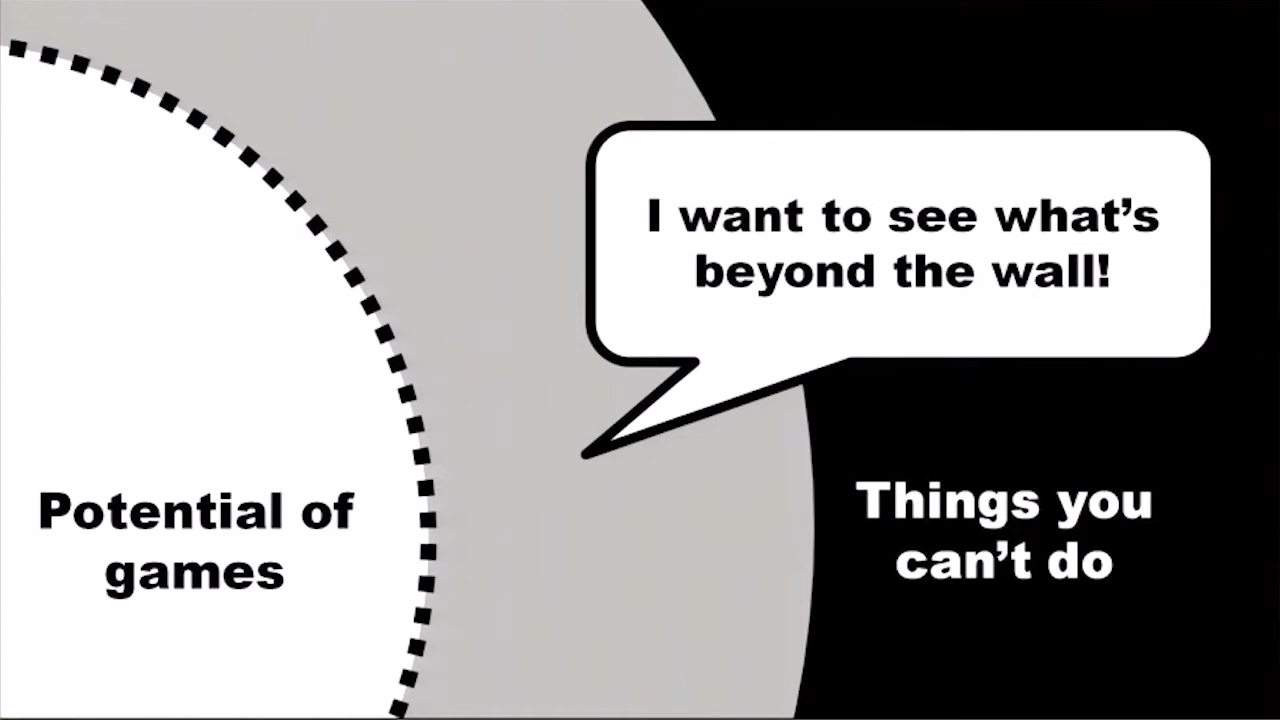 I want to see what’s
beyond the wall!
Potential of
games
Things you
can’t do